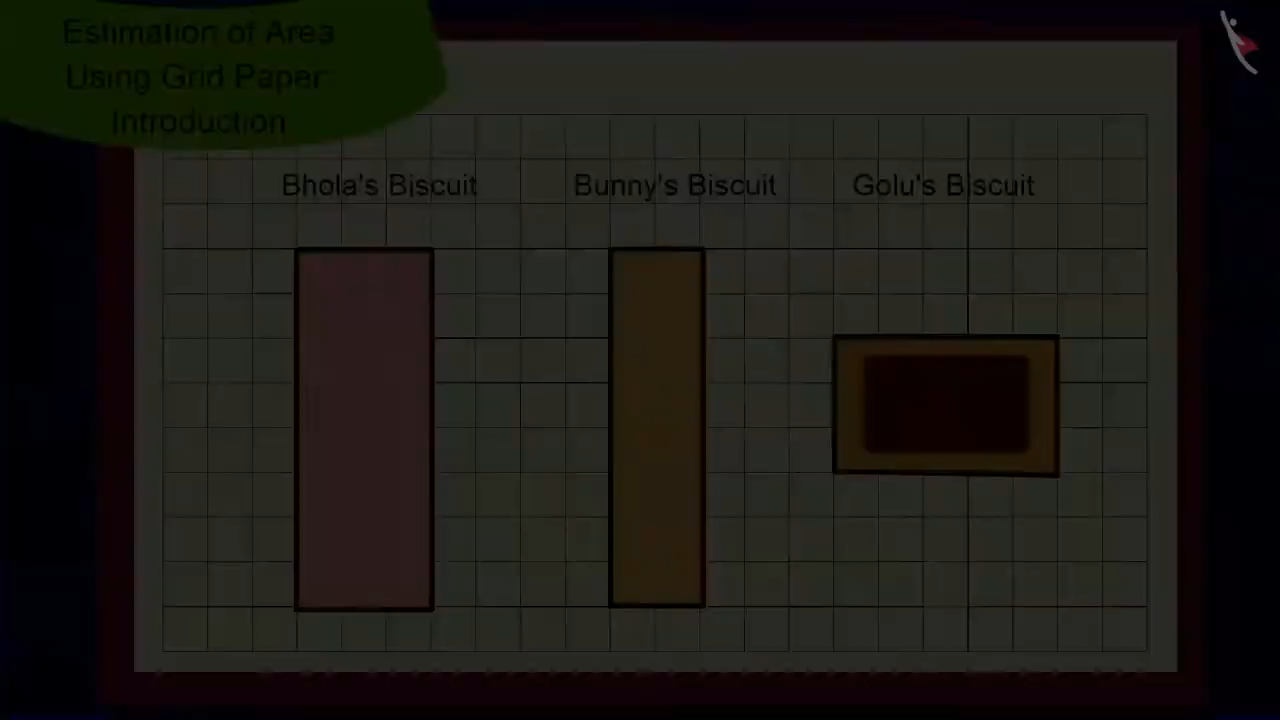 Estimation of Area
Using Grid Paper
Introduction
Bhola's Biscuit
Bunny's Biscuit
Golu's Biscuit